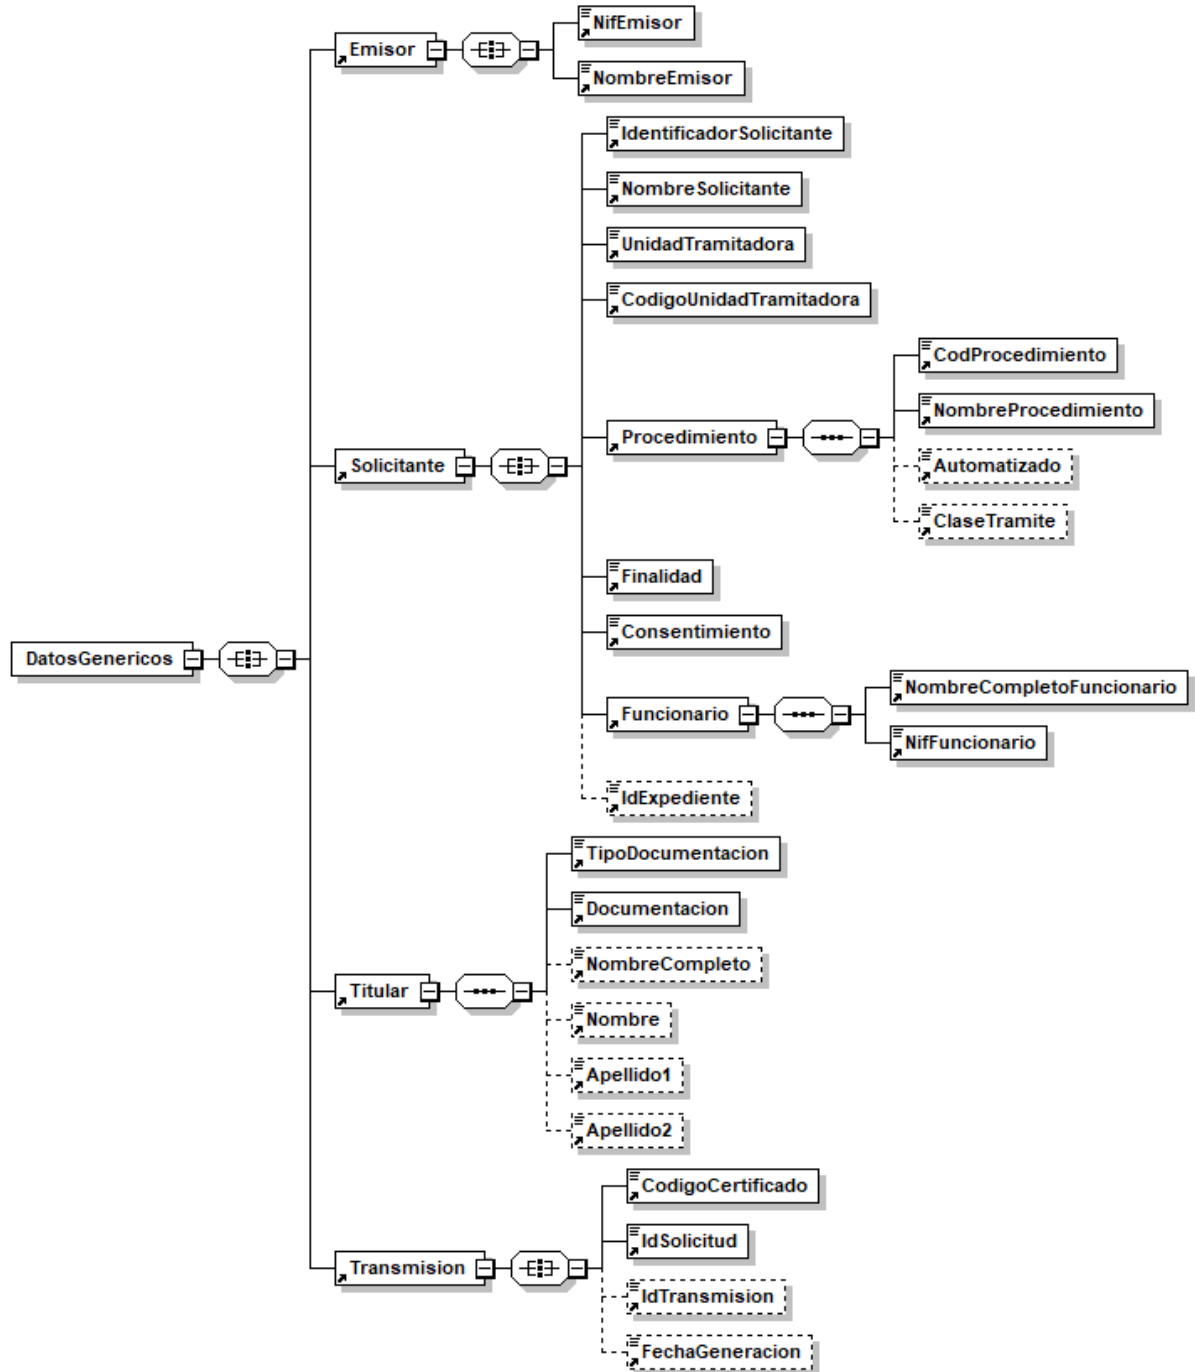 NifEmisor
Emisor
NombreEmisor
IdentificadorSolicitante
NombreSolicitante
UnidadTramitadora
CodigoUnidadTramitadora
CodProcedimiento
NombreProcedimiento
Procedimiento
Solicitante
Automatizado
ClaseTramite
Finalidad
Consentimiento
DatosGenericos
NombreCompletoFuncionario
Funcionario
NifFuncionario
IdExpediente
TipoDocumentacion
Documentacion
NombreCompleto
Titular
Nombre
Apellido1
Apellido2
CodigoCertificado
IdSolicitud
Transmision
IdTransmision
FechaGeneracion